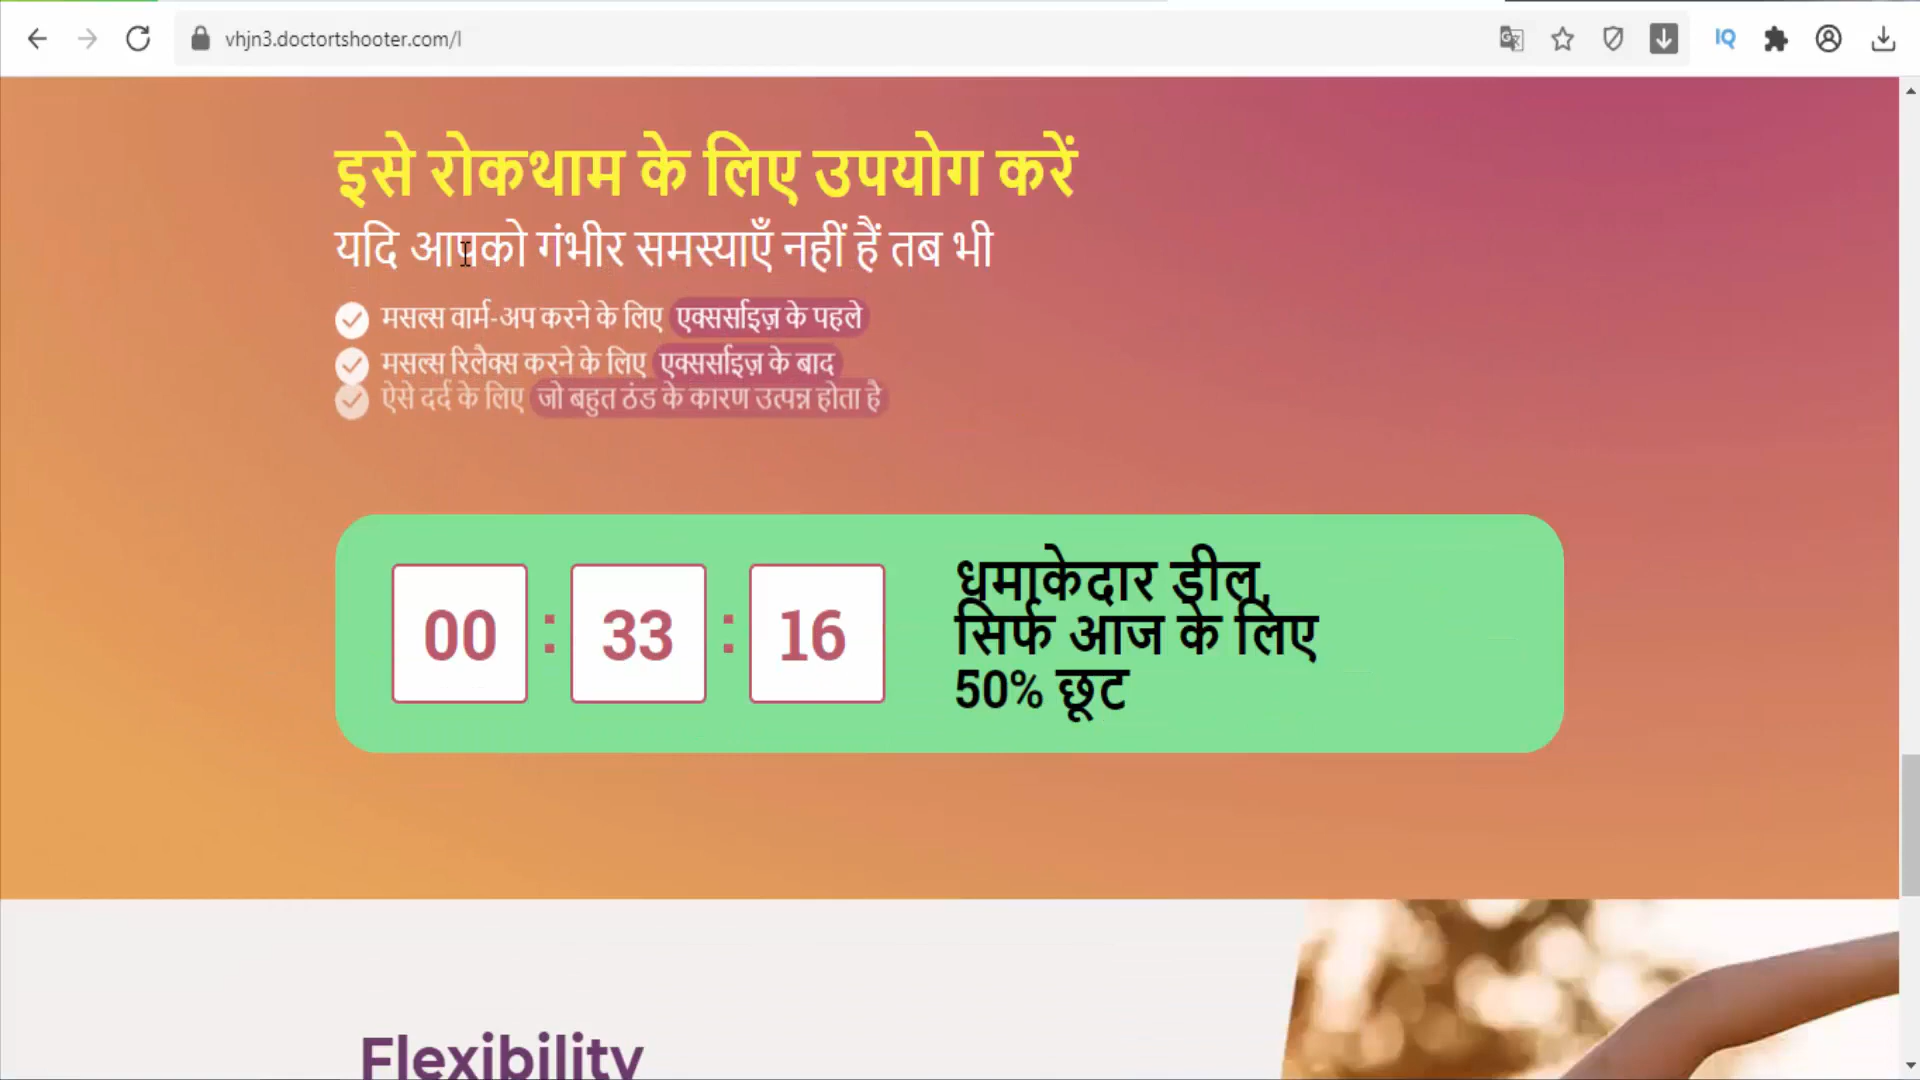 vhjn3.doctortshooter.com/l
IQ
इसे रोकथाम के लिए उपयोग करें
यदि आपको गंभीर समस्याएँ नहीं हैं तब भी
मसल्स वार्म-अप करने के लिए एक्सर्साइज़ के पहले
मसल्स रिलैक्स करने के लिए एक्सर्साइज़ के बाद
ऐसे दर्द के लिए जो बहुत ठंड के कारण उत्पन्न होता है
00 : 33 : 16
धमाकेदार डील,
सिर्फ आज के लिए
50% छूट
Flexibility